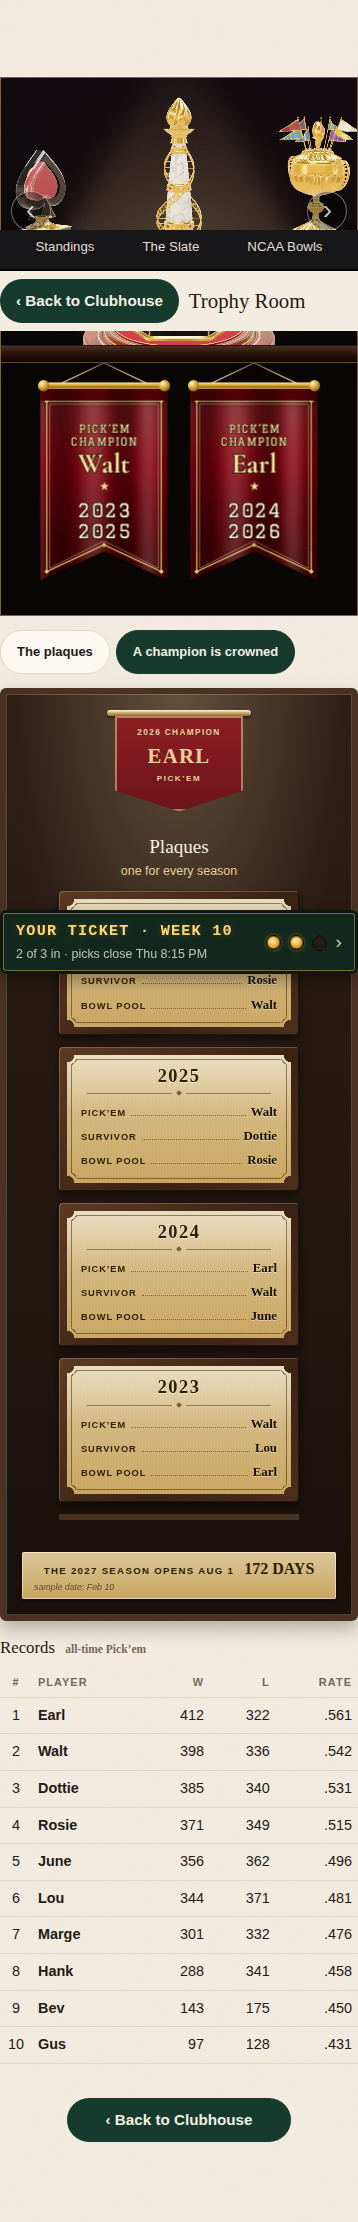 Standings The Slate NCAA Bowls
‹ Back to Clubhouse Trophy Room
PICK'EM
CHAMPION
Walt
2023
2025
PICK'EM
CHAMPION
Earl
2024
2026
The plaques A champion is crowned
2026 CHAMPION
EARL
PICK'EM
Plaques
one for every season
YOUR TICKET · WEEK 10
2 of 3 in · picks close Thu 8:15 PM ›
SURVIVOR Rosie
BOWL POOL Walt
2025
PICK'EM Walt
SURVIVOR Dottie
BOWL POOL Rosie
2024
PICK'EM Earl
SURVIVOR Walt
BOWL POOL June
2023
PICK'EM Walt
SURVIVOR Lou
BOWL POOL Earl
THE 2027 SEASON OPENS AUG 1 172 DAYS
sample date: Feb 10
Records all-time Pick'em
# PLAYER W L RATE
1 Earl 412 322 .561
2 Walt 398 336 .542
3 Dottie 385 340 .531
4 Rosie 371 349 .515
5 June 356 362 .496
6 Lou 344 371 .481
7 Marge 301 332 .476
8 Hank 288 341 .458
9 Bev 143 175 .450
10 Gus 97 128 .431
‹ Back to Clubhouse